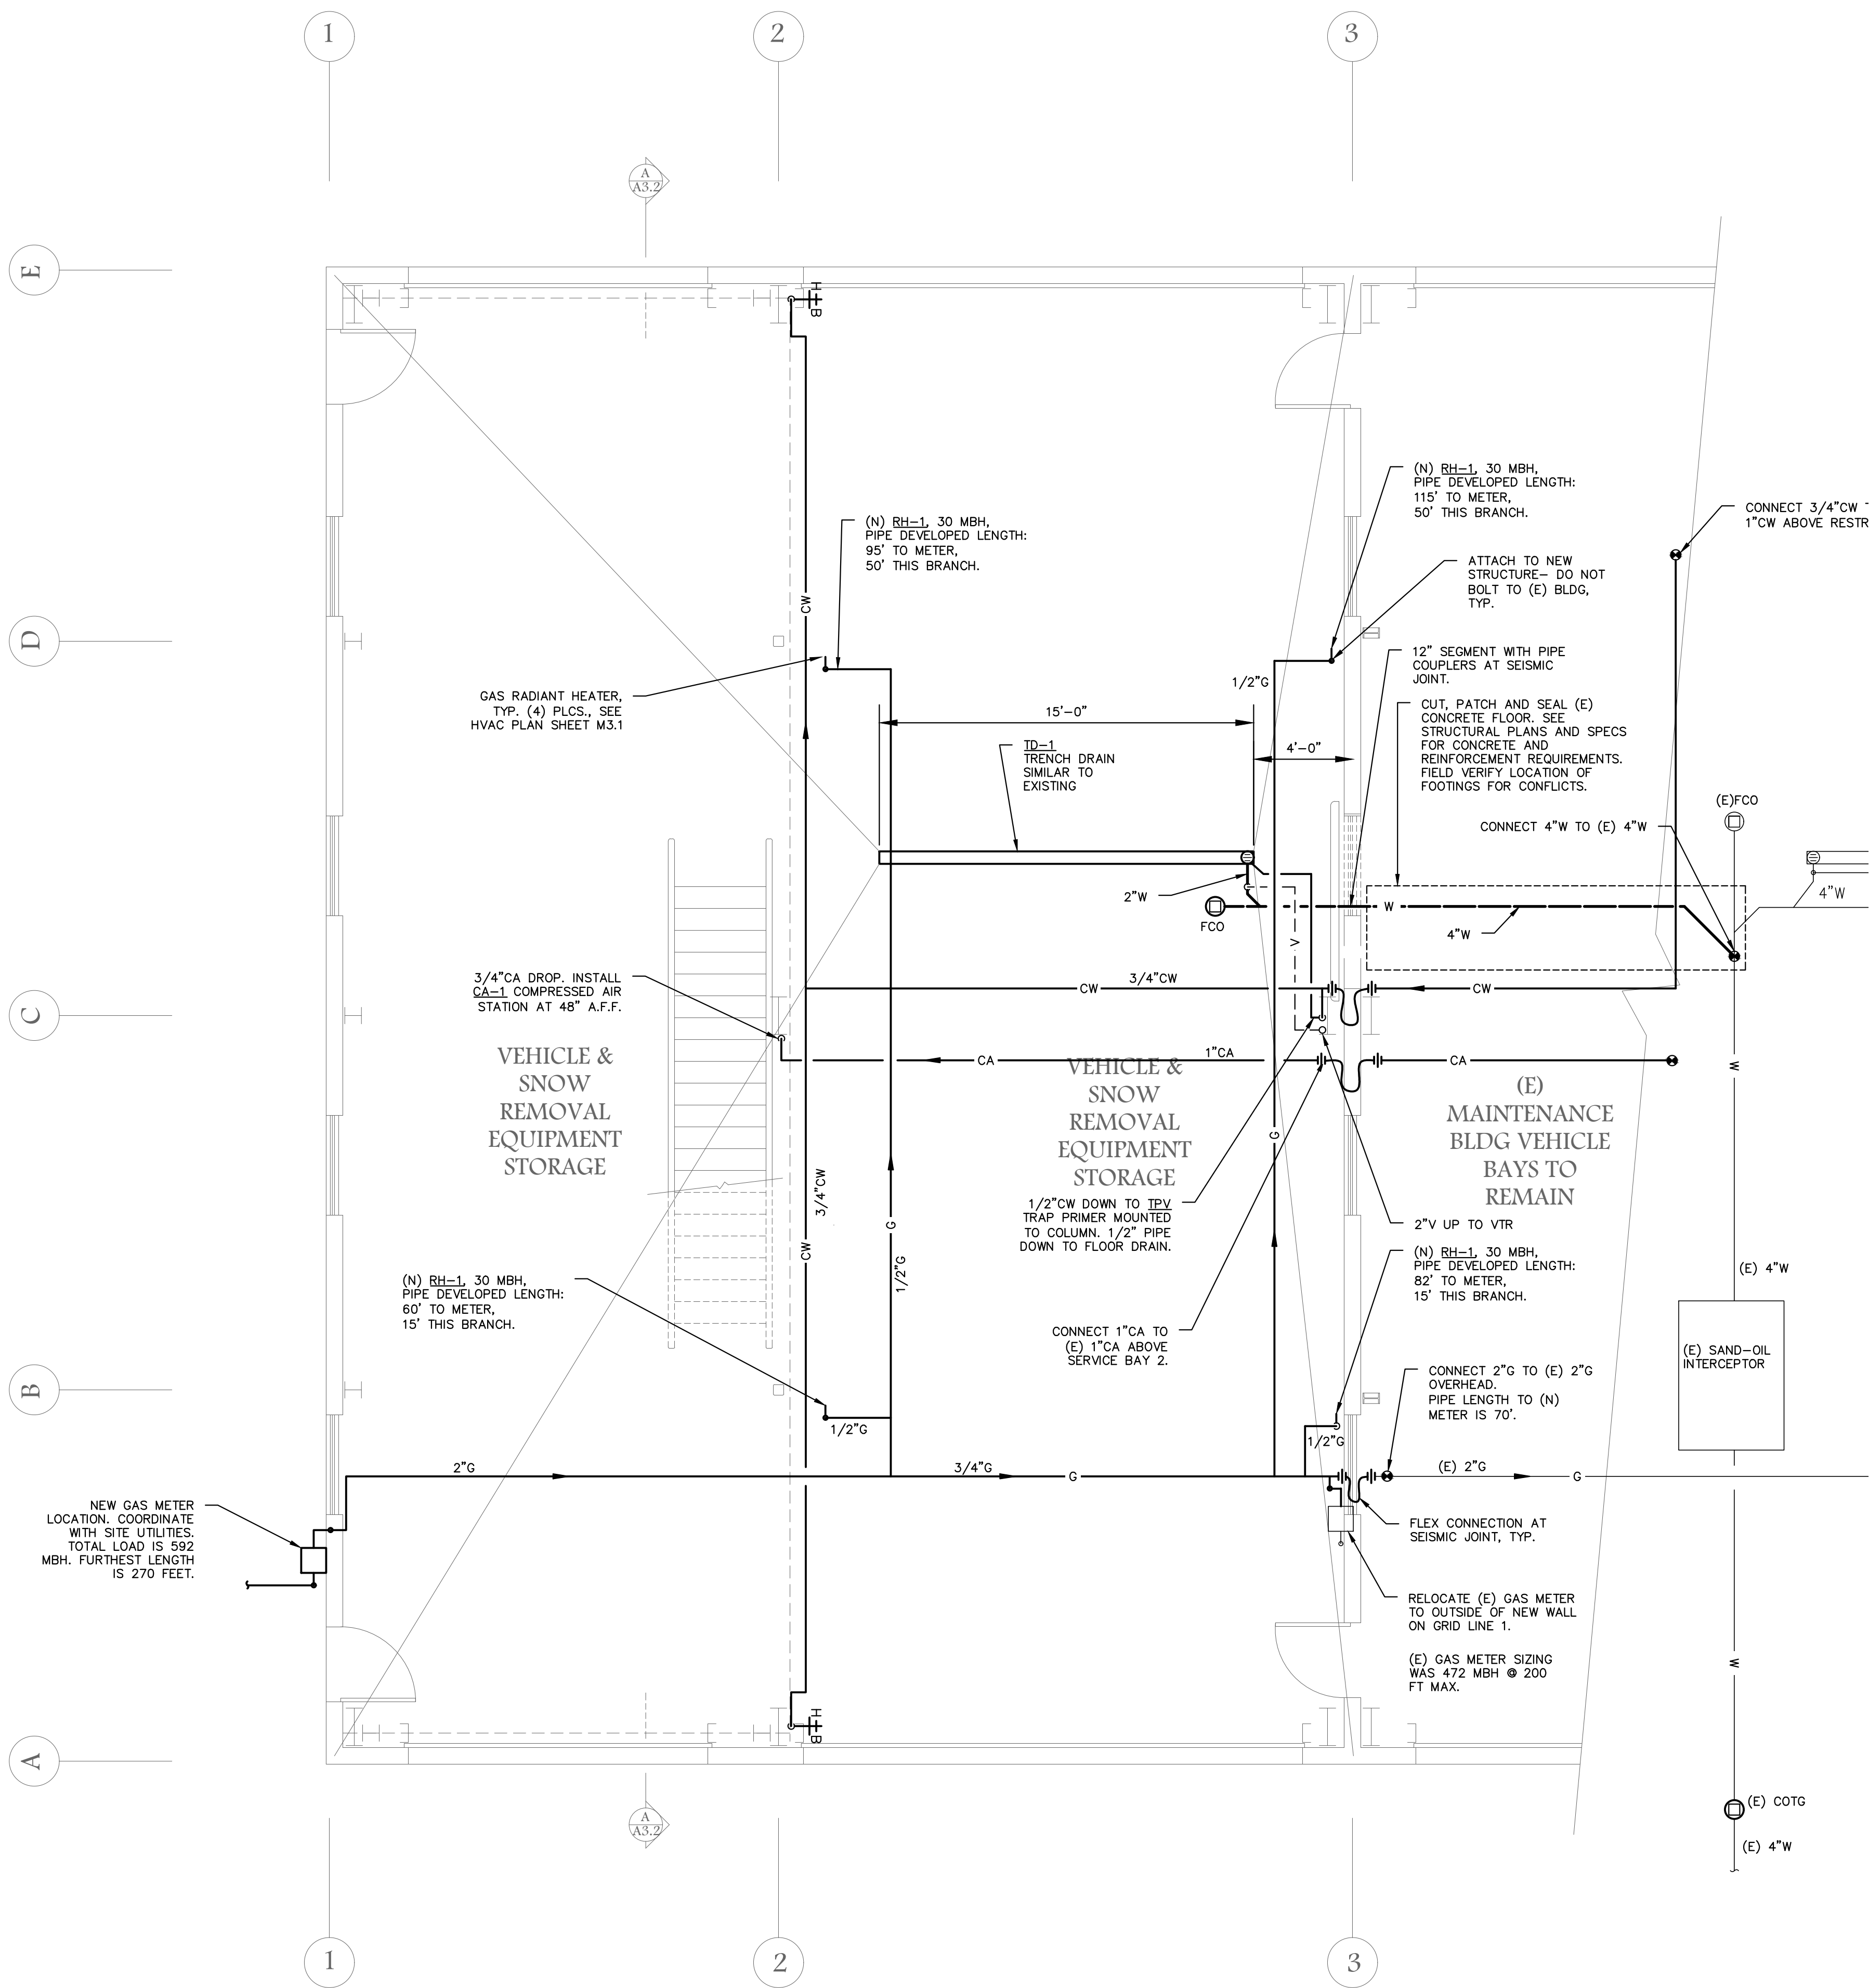 1
2
3
A
A3.2
E
H
B
(N) RH-1, 30 MBH,
PIPE DEVELOPED LENGTH:
115' TO METER,
50' THIS BRANCH.
CONNECT 3/4"CW
1"CW ABOVE RESTR
(N) RH-1, 30 MBH,
PIPE DEVELOPED LENGTH:
95' TO METER,
50' THIS BRANCH.
ATTACH TO NEW
STRUCTURE- DO NOT
BOLT TO (E) BLDG,
TYP.
CW
D
12" SEGMENT WITH PIPE
COUPLERS AT SEISMIC
JOINT.
GAS RADIANT HEATER,
TYP. (4) PLCS., SEE
HVAC PLAN SHEET M3.1
1/2"G
15'-0"
CUT, PATCH AND SEAL (E)
CONCRETE FLOOR. SEE
STRUCTURAL PLANS AND SPECS
FOR CONCRETE AND
REINFORCEMENT REQUIREMENTS.
FIELD VERIFY LOCATION OF
FOOTINGS FOR CONFLICTS.
TD-1
TRENCH DRAIN
SIMILAR TO
EXISTING
4'-0"
(E)FCO
CONNECT 4"W TO (E) 4"W
2"W
W
4"W
FCO
4"W
V
3/4"CA DROP. INSTALL
CA-1 COMPRESSED AIR
STATION AT 48" A.F.F.
CW
3/4"CW
CW
C
VEHICLE &
SNOW
REMOVAL
EQUIPMENT
STORAGE
CA
1"CA
CA
W
VEHICLE &
SNOW
REMOVAL
EQUIPMENT
STORAGE
(E)
MAINTENANCE
BLDG VEHICLE
BAYS TO
REMAIN
G
3/4"CW
G
1/2"CW DOWN TO TPV
TRAP PRIMER MOUNTED
TO COLUMN. 1/2" PIPE
DOWN TO FLOOR DRAIN.
2"V UP TO VTR
CW
1/2"G
(N) RH-1, 30 MBH,
PIPE DEVELOPED LENGTH:
82' TO METER,
15' THIS BRANCH.
(E) 4"W
(N) RH-1, 30 MBH,
PIPE DEVELOPED LENGTH:
60' TO METER,
15' THIS BRANCH.
CONNECT 1"CA TO
(E) 1"CA ABOVE
SERVICE BAY 2.
(E) SAND-OIL
INTERCEPTOR
B
CONNECT 2"G TO (E) 2"G
OVERHEAD.
PIPE LENGTH TO (N)
METER IS 70'.
1/2"G
1/2"G
2"G
3/4"G
G
(E) 2"G
G
NEW GAS METER
LOCATION. COORDINATE
WITH SITE UTILITIES.
TOTAL LOAD IS 592
MBH. FURTHEST LENGTH
IS 270 FEET.
FLEX CONNECTION AT
SEISMIC JOINT, TYP.
RELOCATE (E) GAS METER
TO OUTSIDE OF NEW WALL
ON GRID LINE 1.
(E) GAS METER SIZING
WAS 472 MBH @ 200
FT MAX.
W
H
B
A
A
A3.2
(E) COTG
(E) 4"W
1
2
3